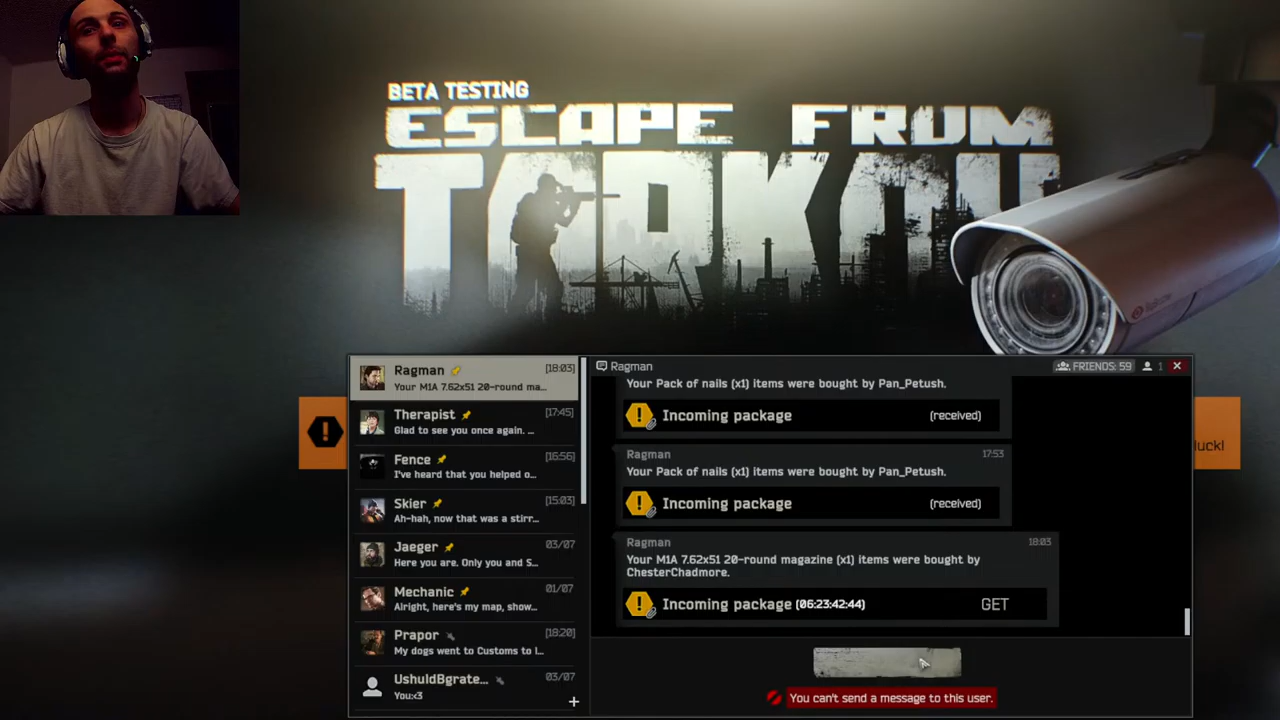 BETA TESTING
ESCAPE FROM
TARKOV
Ragman
[18:03]
Your M1A 7.62x51 20-round ma...
Therapist
[17:45]
Glad to see you once again. ...
Fence
[16:56]
I've heard that you helped o...
Skier
[15:03]
Ah-hah, now that was a stirr...
Jaeger
03/07
Here you are. Only you and S...
Mechanic
01/07
Alright, here's my map, show...
Prapor
[18:20]
My dogs went to Customs to l...
UshuldBgrate...
03/07
You:<3
+
Ragman
FRIENDS: 59
1
Your Pack of nails (x1) items were bought by Pan_Petush.
Incoming package
(received)
Ragman
17:53
Your Pack of nails (x1) items were bought by Pan_Petush.
Incoming package
(received)
Ragman
18:03
Your M1A 7.62x51 20-round magazine (x1) items were bought by
ChesterChadmore.
Incoming package (06:23:42:44)
GET
You can't send a message to this user.
luck!